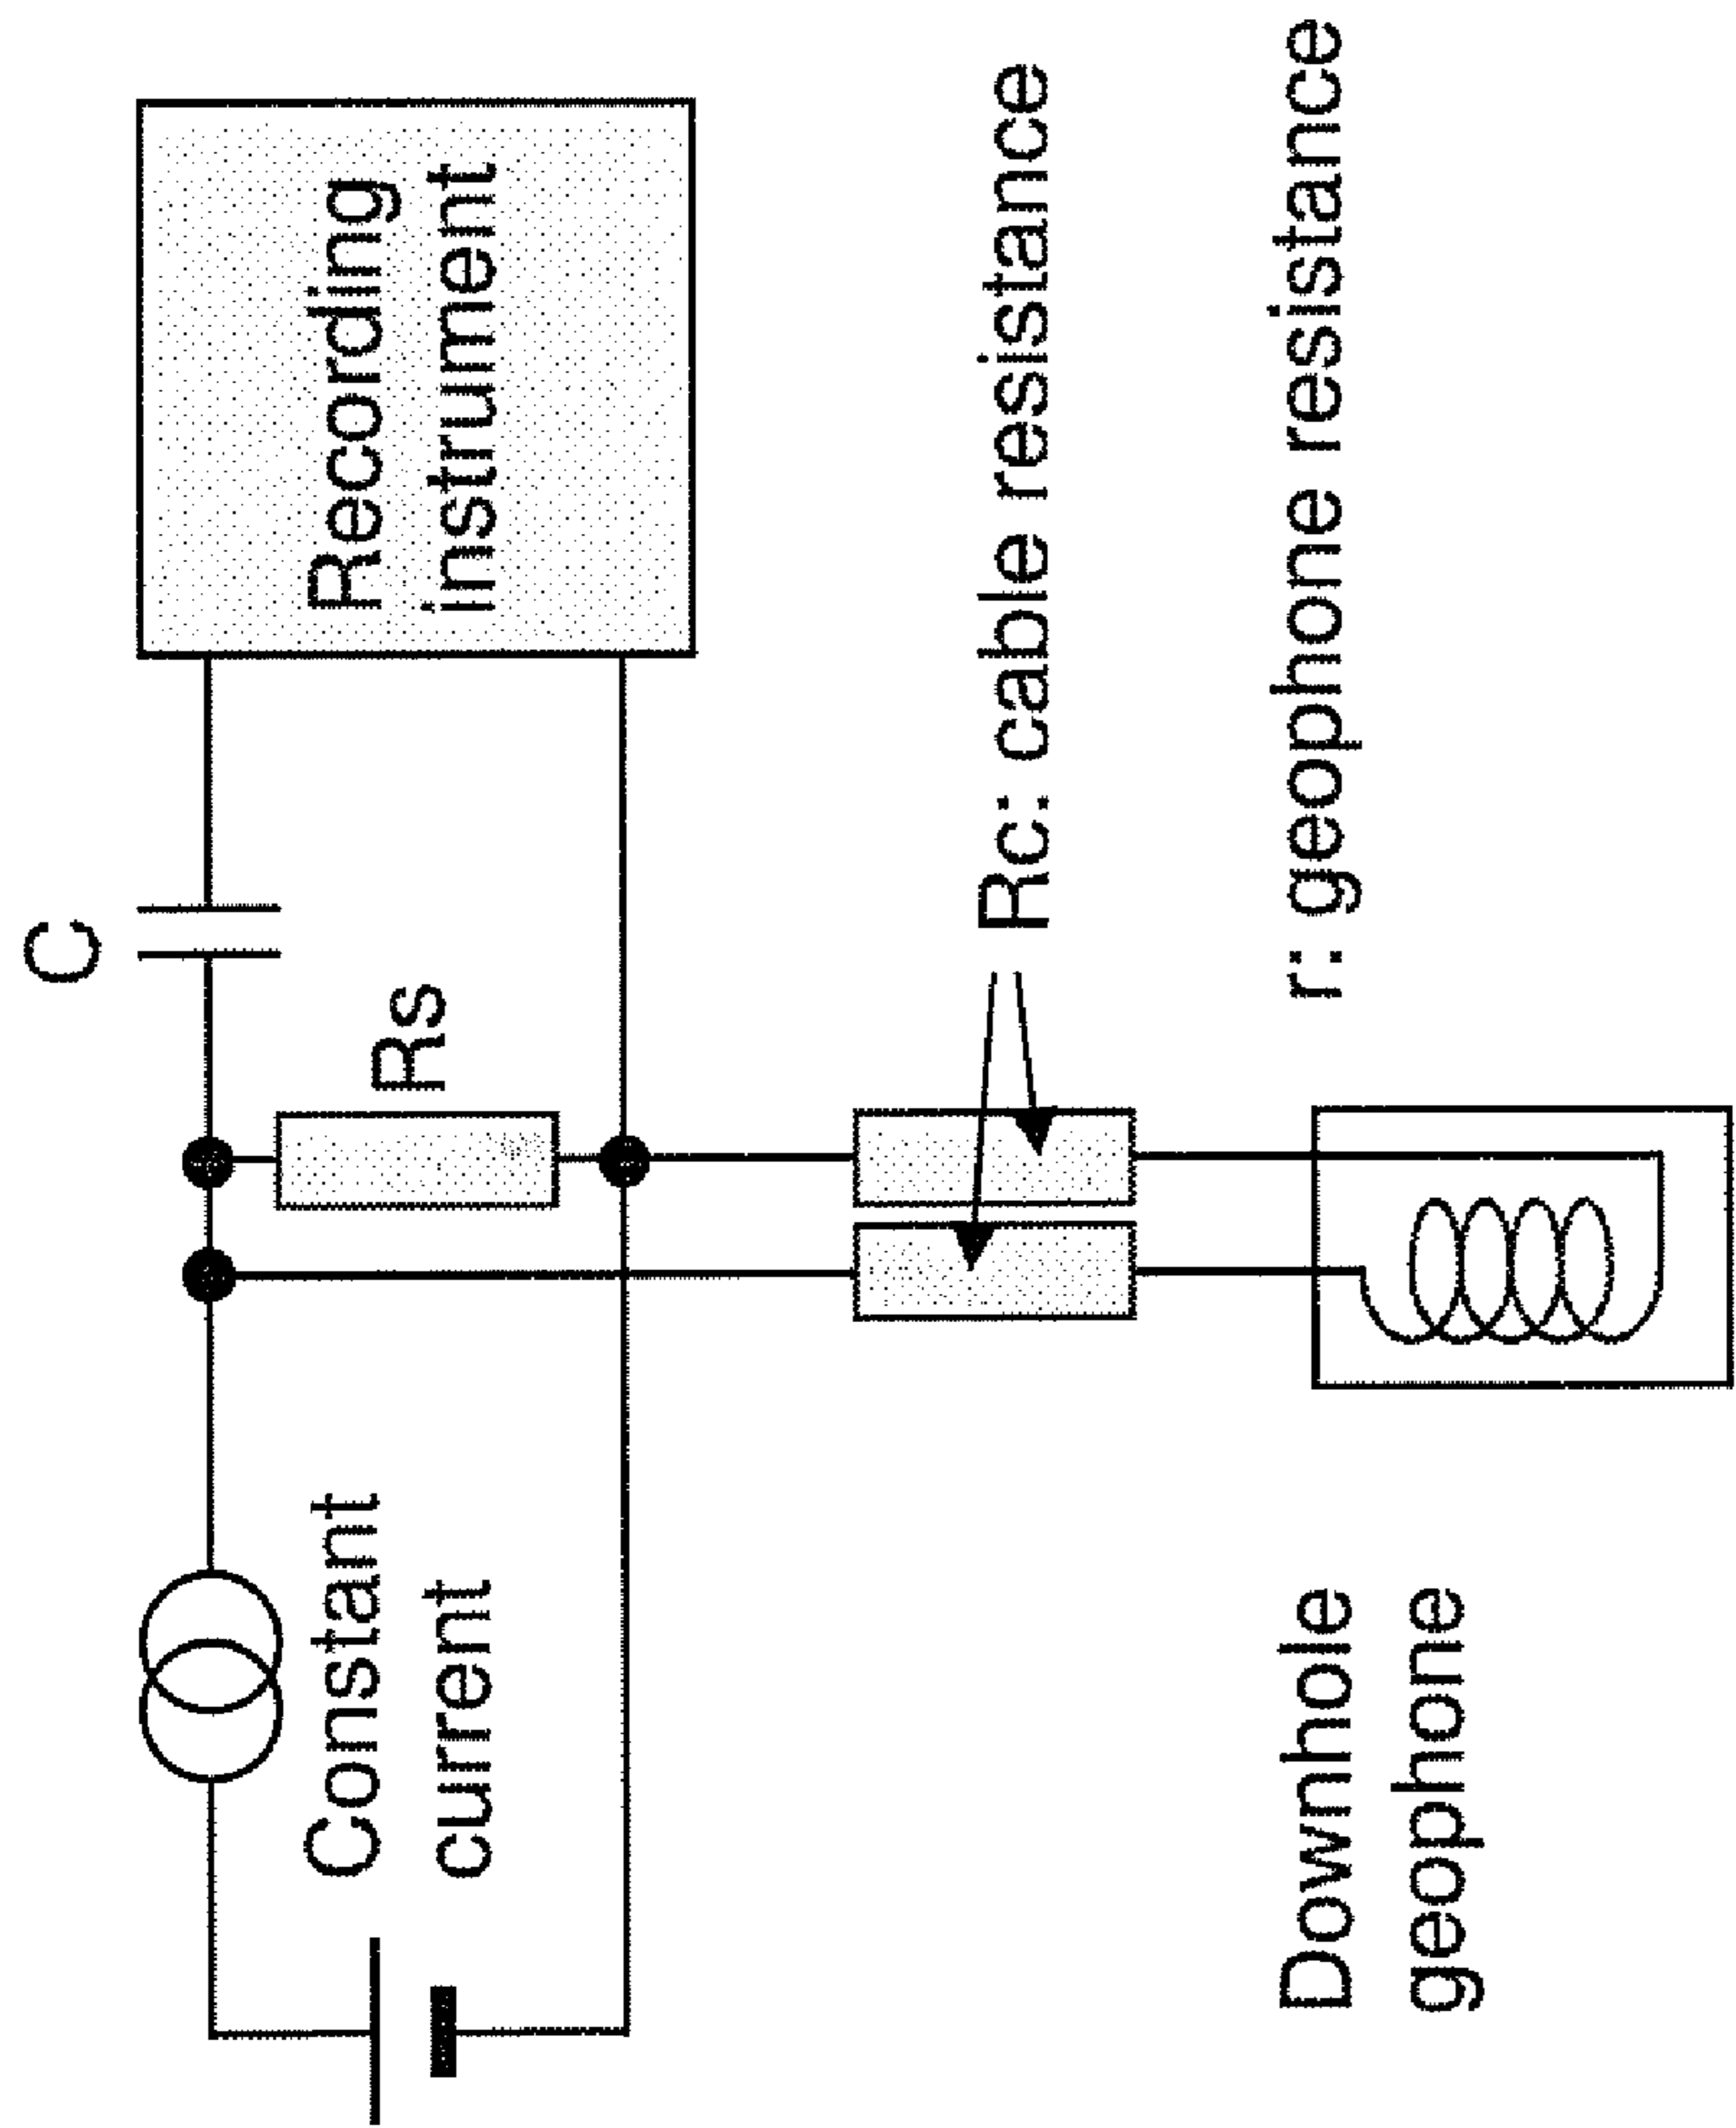 C
Recording
instrument
Rs
Constant
current
Rc: cable resistance
r: geophone resistance
Downhole
geophone